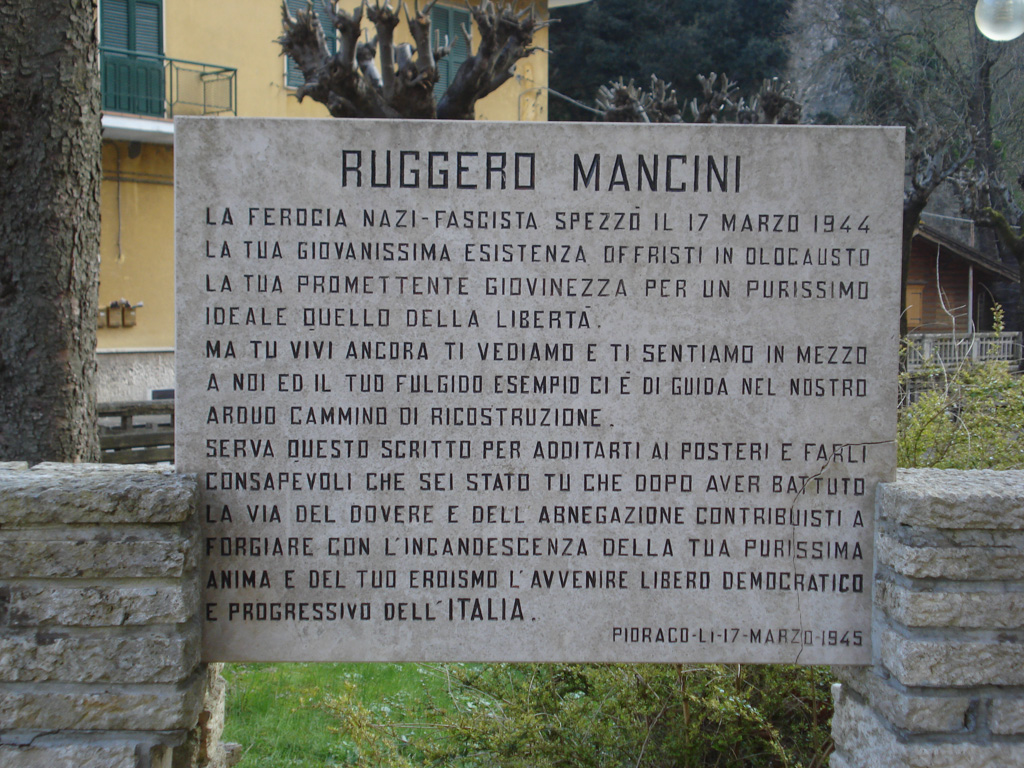 RUGGERO MANCINI
LA FEROCIA NAZI-FASCISTA SPEZZÒ IL 17 MARZO 1944
LA TUA GIOVANISSIMA ESISTENZA OFFRISTI IN OLOCAUSTO
LA TUA PROMETTENTE GIOVINEZZA PER UN PURISSIMO
IDEALE QUELLO DELLA LIBERTÀ.
MA TU VIVI ANCORA TI VEDIAMO E TI SENTIAMO IN MEZZO
A NOI ED IL TUO FULGIDO ESEMPIO CI È DI GUIDA NEL NOSTRO
ARDUO CAMMINO DI RICOSTRUZIONE.
SERVA QUESTO SCRITTO PER ADDITARTI AI POSTERI E FARLI
CONSAPEVOLI CHE SEI STATO TU CHE DOPO AVER BATTUTO
LA VIA DEL DOVERE E DELL'ABNEGAZIONE CONTRIBUISTI A
FORGIARE CON L'INCANDESCENZA DELLA TUA PURISSIMA
ANIMA E DEL TUO EROISMO L'AVVENIRE LIBERO DEMOCRATICO
E PROGRESSIVO DELL'ITALIA.
PIORACO-LI-17-MARZO-1945